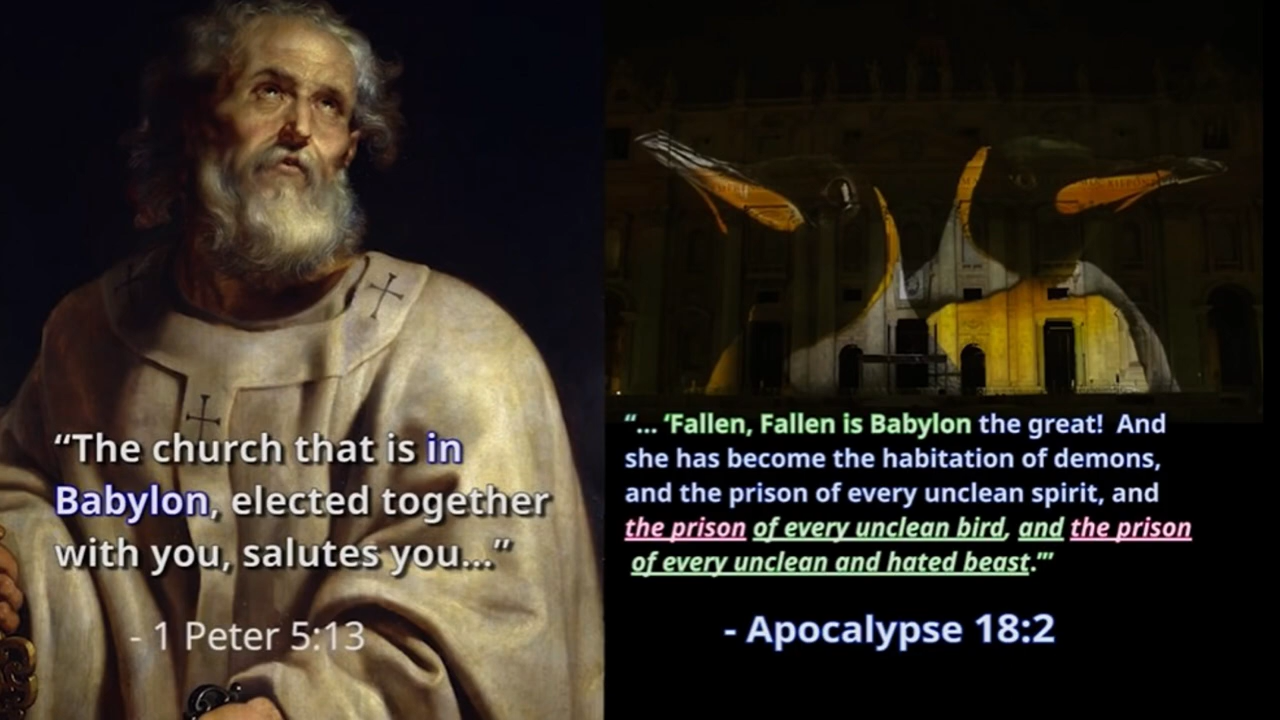 “The church that is in
Babylon, elected together
with you, salutes you...”
- 1 Peter 5:13
“... ‘Fallen, Fallen is Babylon the great! And
she has become the habitation of demons,
and the prison of every unclean spirit, and
the prison of every unclean bird, and the prison
of every unclean and hated beast.’”
- Apocalypse 18:2